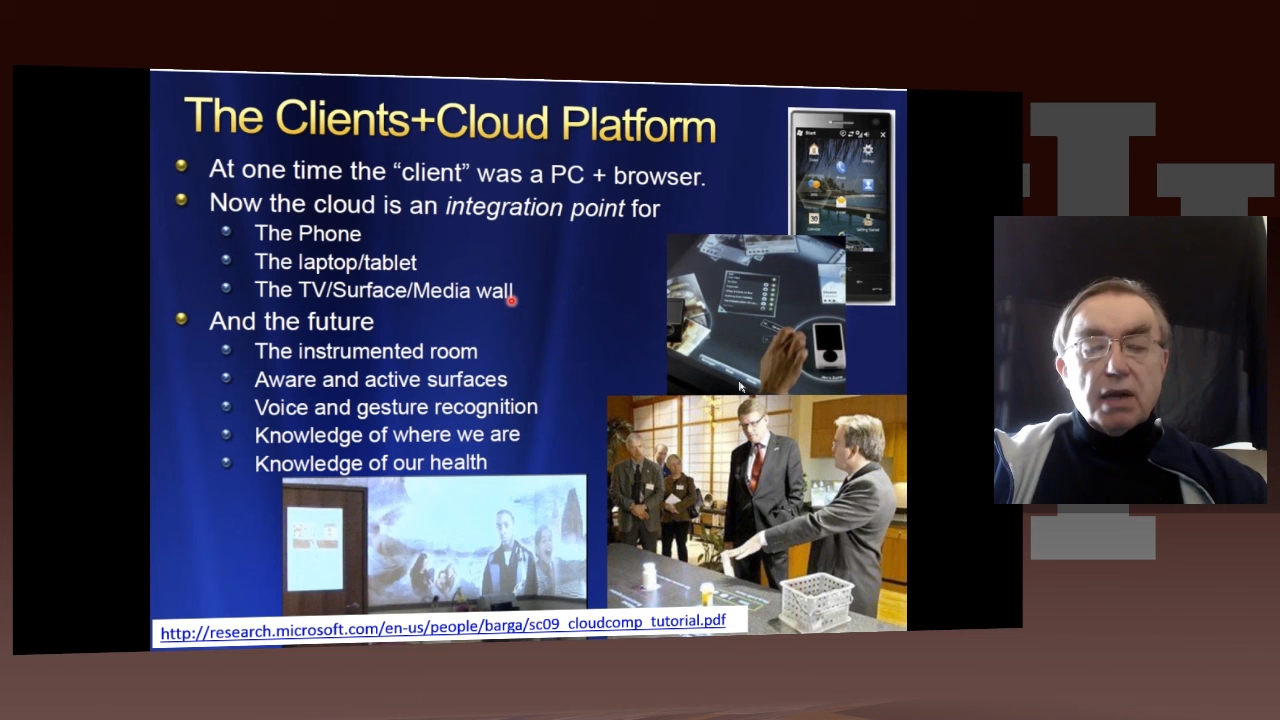 The Clients+Cloud Platform
At one time the “client” was a PC + browser.
Now the cloud is an integration point for
The Phone
The laptop/tablet
The TV/Surface/Media wall
And the future
The instrumented room
Aware and active surfaces
Voice and gesture recognition
Knowledge of where we are
Knowledge of our health
Start
http://research.microsoft.com/en-us/people/barga/sc09_cloudcomp_tutorial.pdf